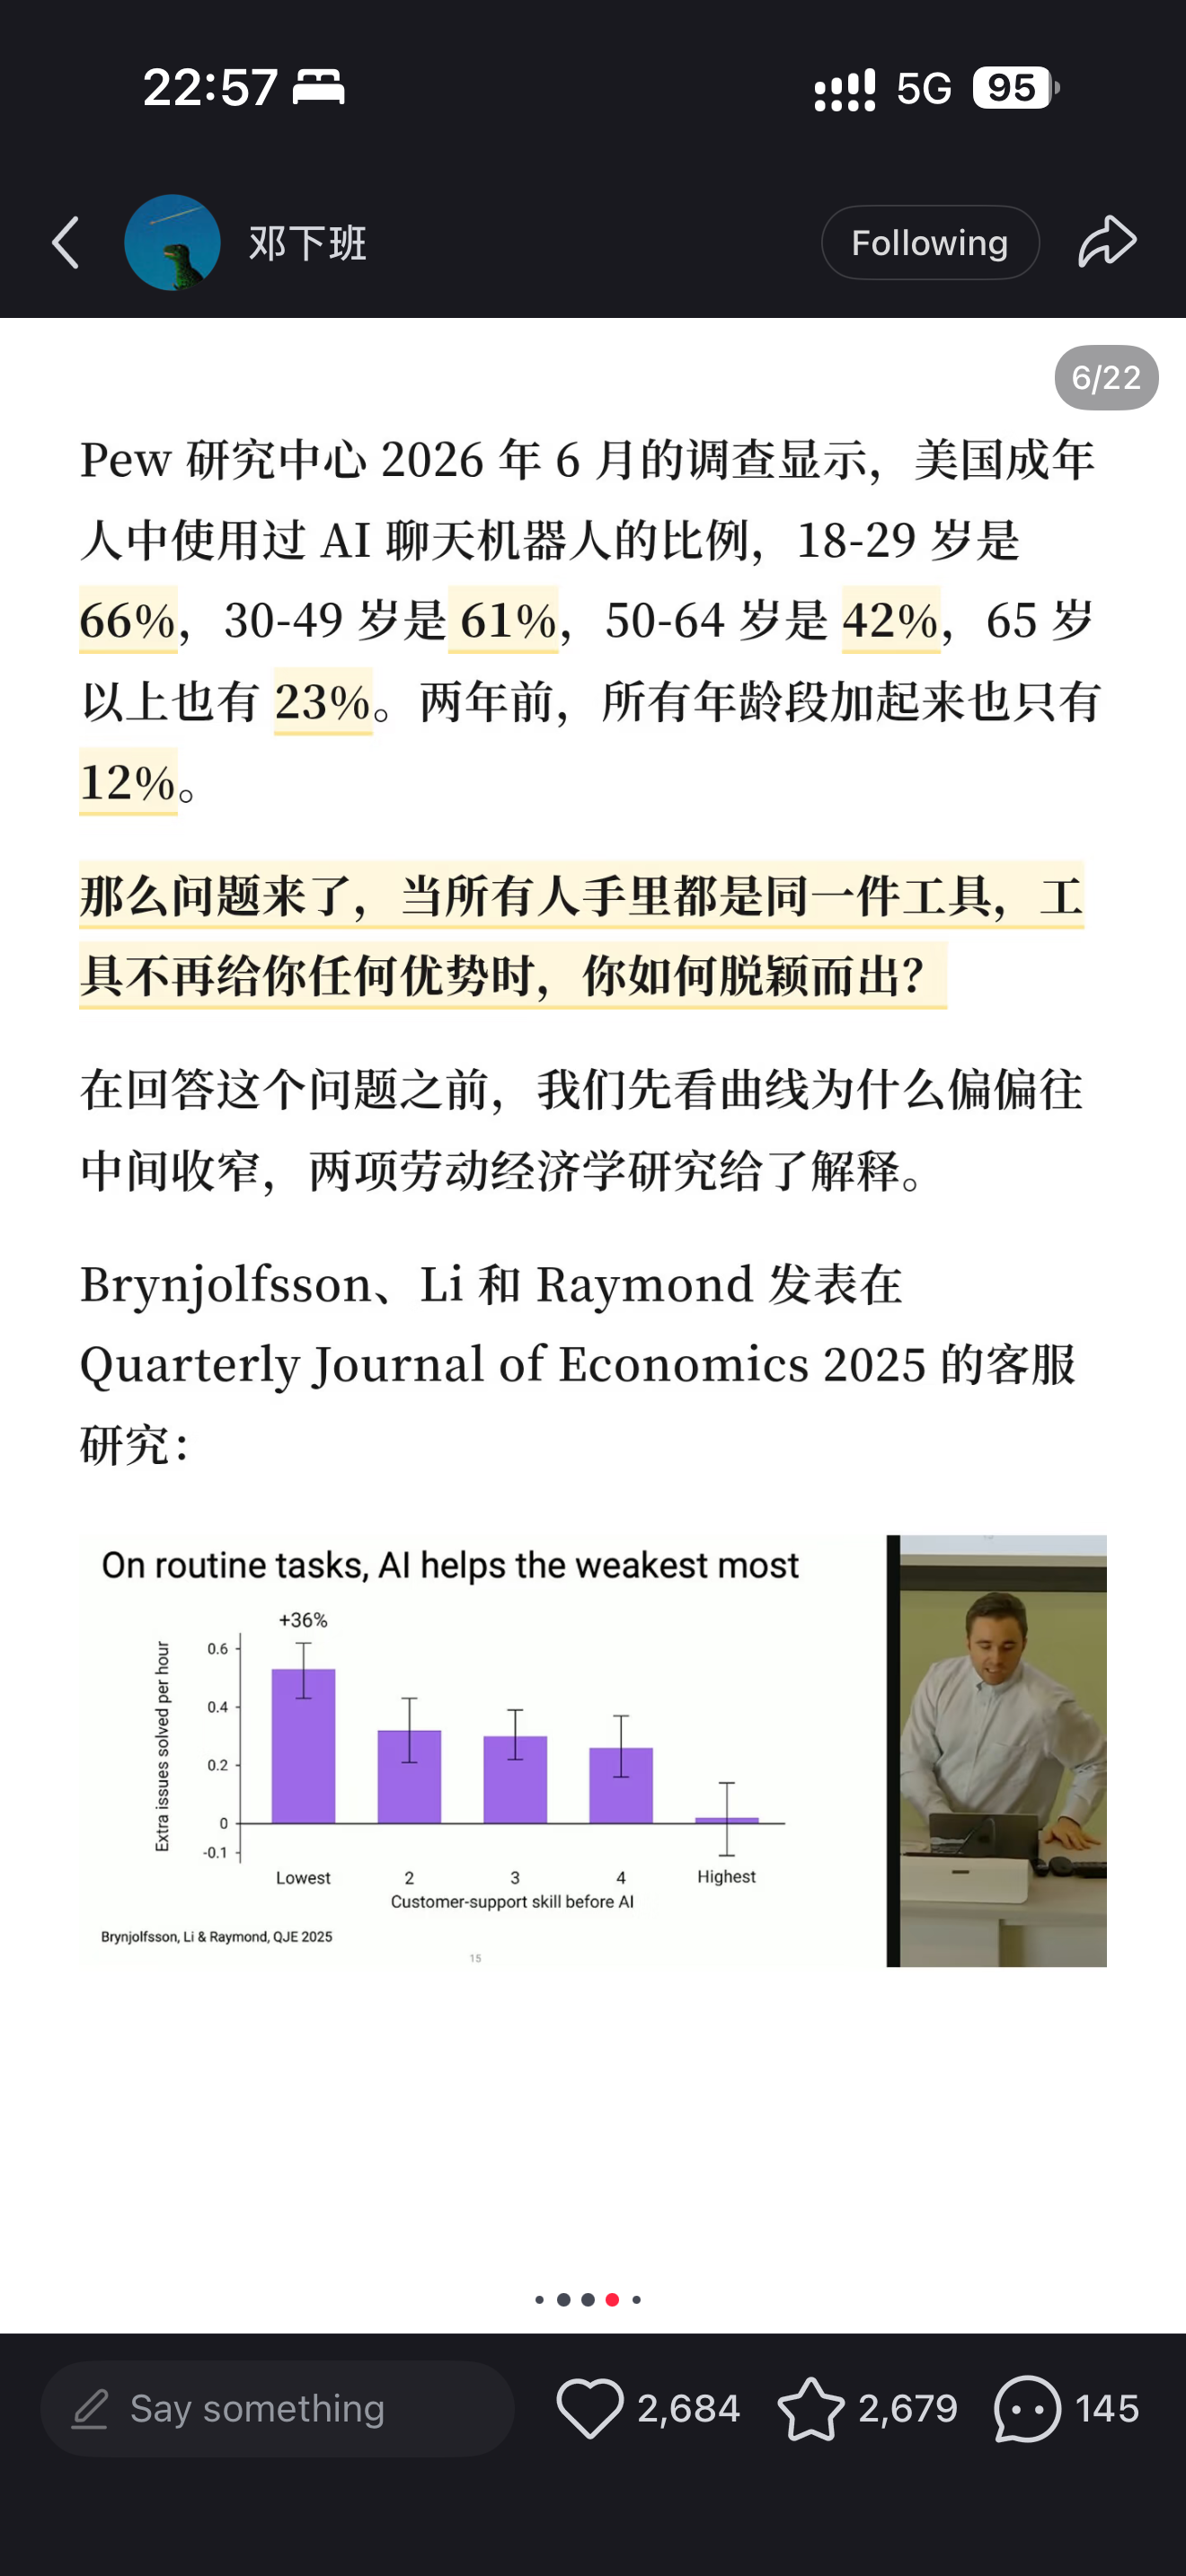 22:57
5G
95
邓下班
Following
6/22
Pew 研究中心 2026 年 6 月的调查显示，美国成年
人中使用过 AI 聊天机器人的比例，18-29 岁是
66%，30-49 岁是 61%，50-64 岁是 42%，65 岁
以上也有 23%。两年前，所有年龄段加起来也只有
12%。
那么问题来了，当所有人手里都是同一件工具，工
具不再给你任何优势时，你如何脱颖而出？
在回答这个问题之前，我们先看曲线为什么偏偏往
中间收窄，两项劳动经济学研究给了解释。
Brynjolfsson、Li 和 Raymond 发表在
Quarterly Journal of Economics 2025 的客服
研究：
On routine tasks, AI helps the weakest most
+36%
Extra issues solved per hour
0.6
0.4
0.2
0
-0.1
Lowest
2
3
4
Highest
Customer-support skill before AI
Brynjolfsson, Li & Raymond, QJE 2025
15
Say something
2,684
2,679
145